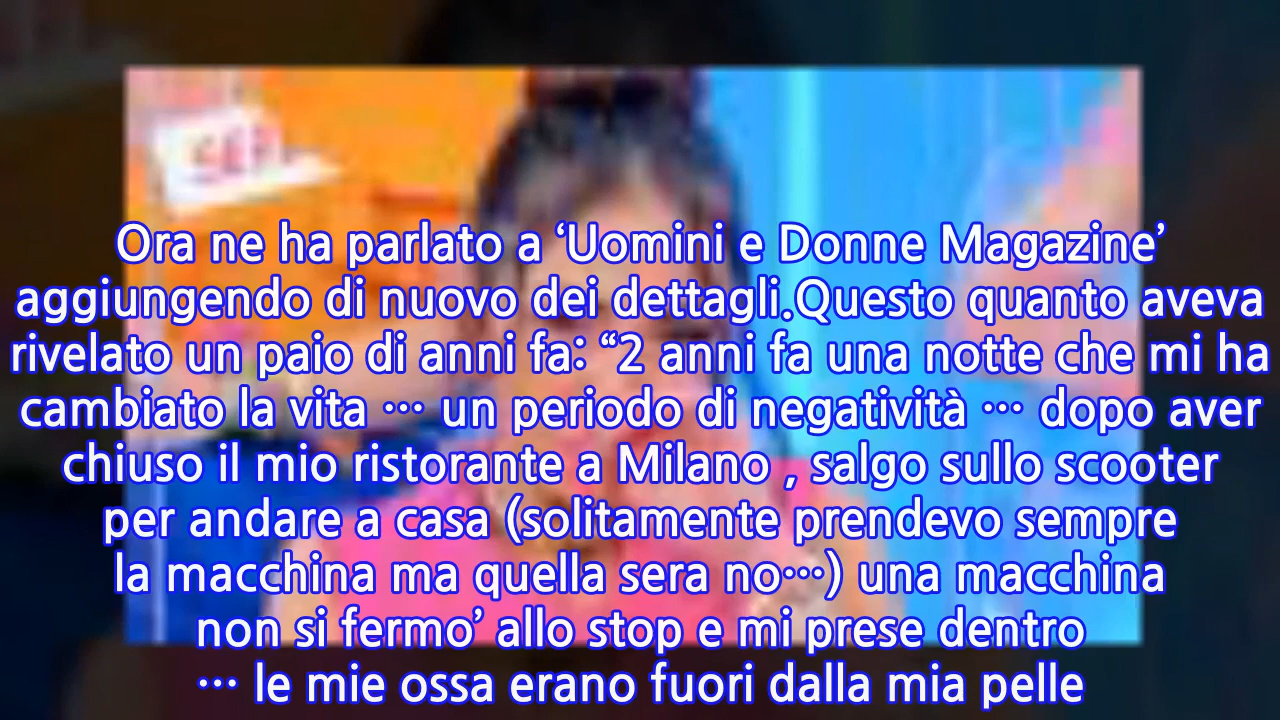 Ora ne ha parlato a ‘Uomini e Donne Magazine’
aggiungendo di nuovo dei dettagli.Questo quanto aveva
rivelato un paio di anni fa: “2 anni fa una notte che mi ha
cambiato la vita ··· un periodo di negatività ··· dopo aver
chiuso il mio ristorante a Milano , salgo sullo scooter
per andare a casa (solitamente prendevo sempre
la macchina ma quella sera no···) una macchina
non si fermo’ allo stop e mi prese dentro
··· le mie ossa erano fuori dalla mia pelle